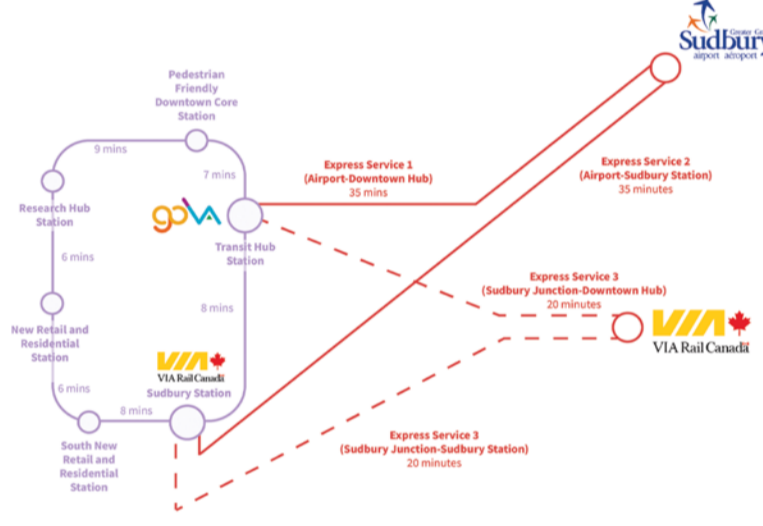 Sudbury
airport aéroport
Pedestrian
Friendly
Downtown Core
Station
9 mins
7 mins
Express Service 1
(Airport-Downtown Hub)
35 mins
Express Service 2
(Airport-Sudbury Station)
35 minutes
Research Hub
Station
goVA
Transit Hub
Station
6 mins
Express Service 3
(Sudbury Junction-Downtown Hub)
20 minutes
8 mins
New Retail and
Residential
Station
VIA
VIA Rail Canada
VIA
VIA Rail Canada
Sudbury Station
6 mins
8 mins
South New
Retail and
Residential
Station
Express Service 3
(Sudbury Junction-Sudbury Station)
20 minutes